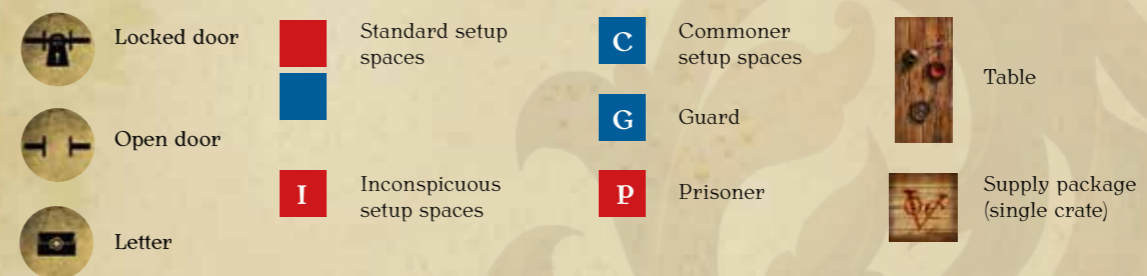 Locked door
Open door
Letter
Standard setup
spaces
I
Inconspicuous
setup spaces
C
Commoner
setup spaces
G
Guard
P
Prisoner
Table
Supply package
(single crate)